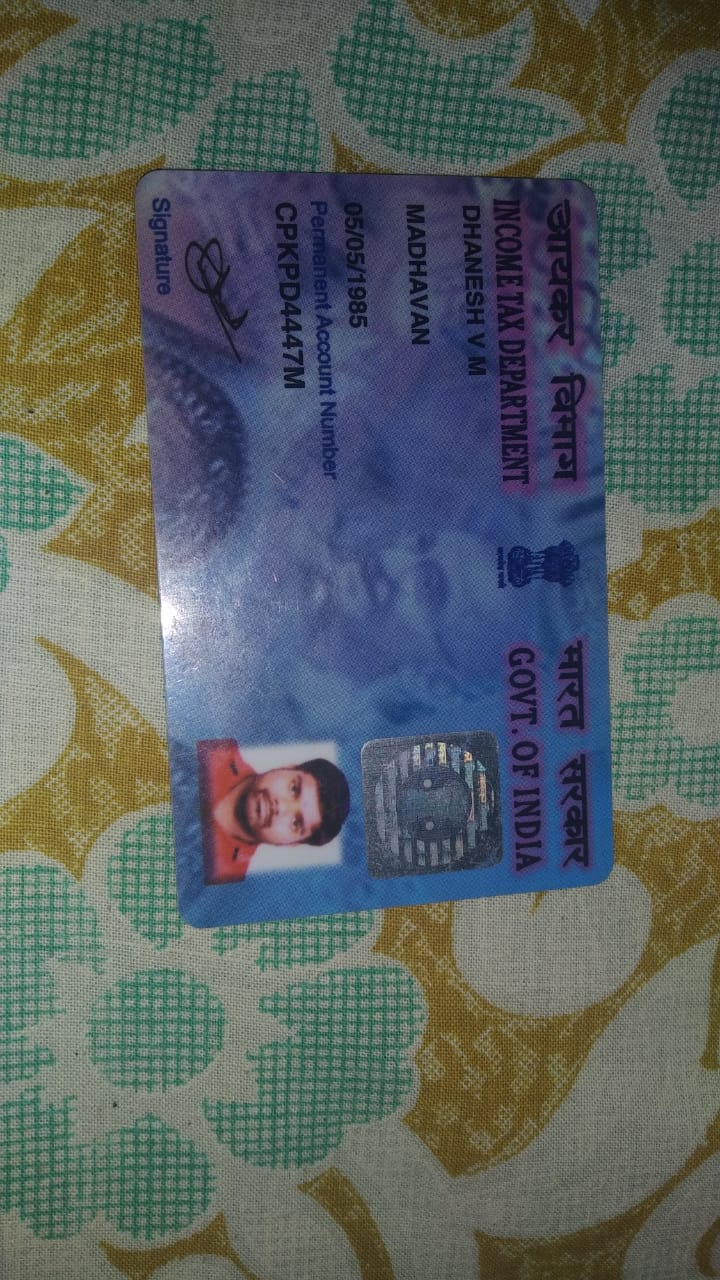 आयकर विभाग
INCOME TAX DEPARTMENT
भारत सरकार
GOVT. OF INDIA
DHANESH V M
MADHAVAN
05/05/1985
Permanent Account Number
CPKPD4447M
Signature